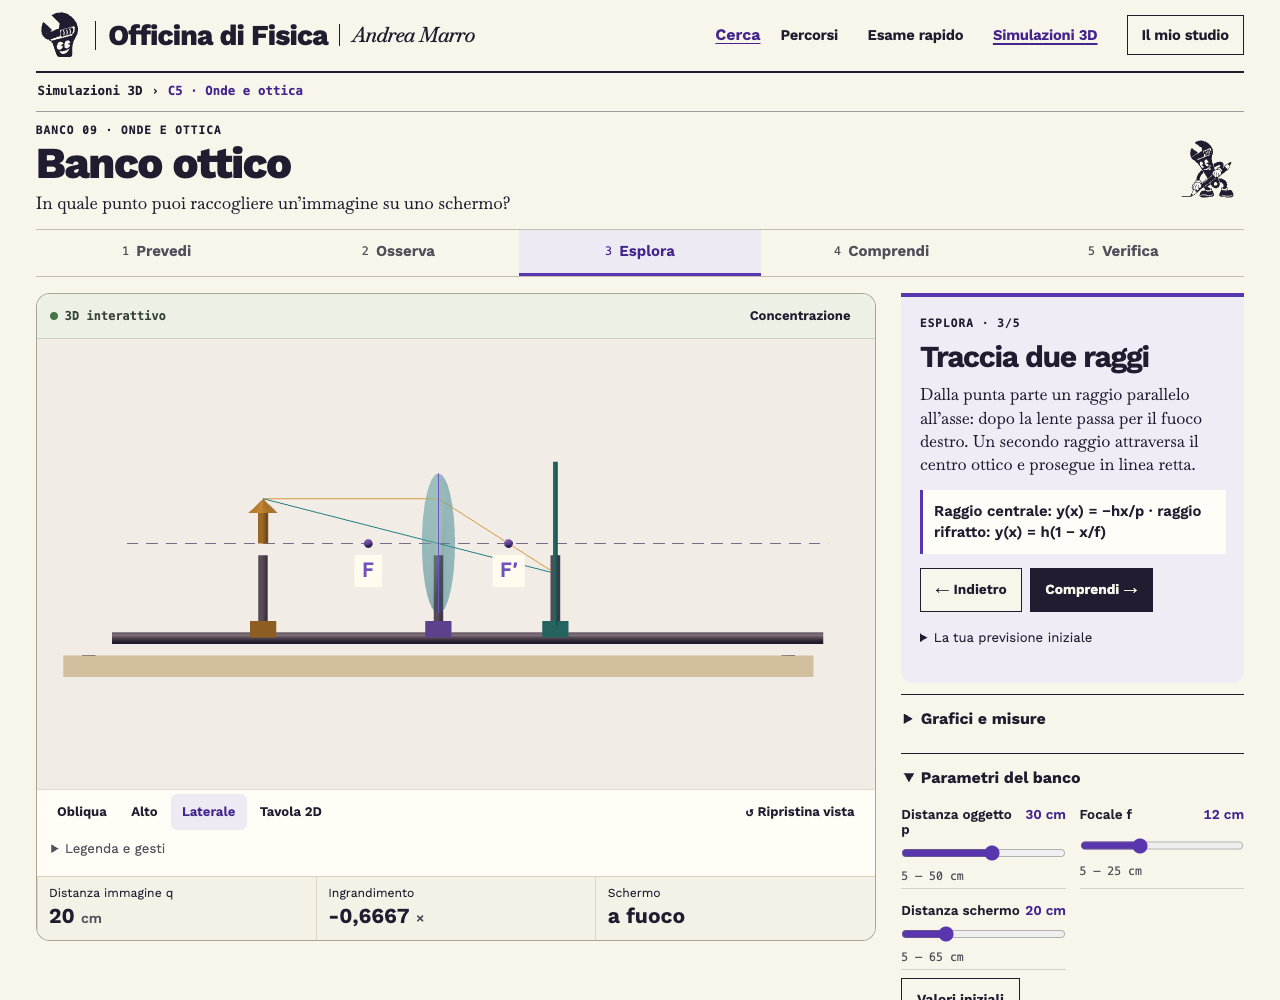 Officina di Fisica
Andrea Marro
Cerca
Percorsi
Esame rapido
Simulazioni 3D
Il mio studio
Simulazioni 3D › C5 · Onde e ottica
BANCO 09 · ONDE E OTTICA
Banco ottico
In quale punto puoi raccogliere un’immagine su uno schermo?
1 Prevedi
2 Osserva
3 Esplora
4 Comprendi
5 Verifica
3D interattivo
Concentrazione
F
F′
Obliqua
Alto
Laterale
Tavola 2D
↺ Ripristina vista
▶ Legenda e gesti
Distanza immagine q
20 cm
Ingrandimento
-0,6667 ×
Schermo
a fuoco
ESPLORA · 3/5
Traccia due raggi
Dalla punta parte un raggio parallelo
all’asse: dopo la lente passa per il fuoco
destro. Un secondo raggio attraversa il
centro ottico e prosegue in linea retta.
Raggio centrale: y(x) = −hx/p · raggio
rifratto: y(x) = h(1 − x/f)
← Indietro
Comprendi →
▶ La tua previsione iniziale
▶ Grafici e misure
▼ Parametri del banco
Distanza oggetto p
30 cm
5 — 50 cm
Focale f
12 cm
5 — 25 cm
Distanza schermo
20 cm
5 — 65 cm
Valori iniziali